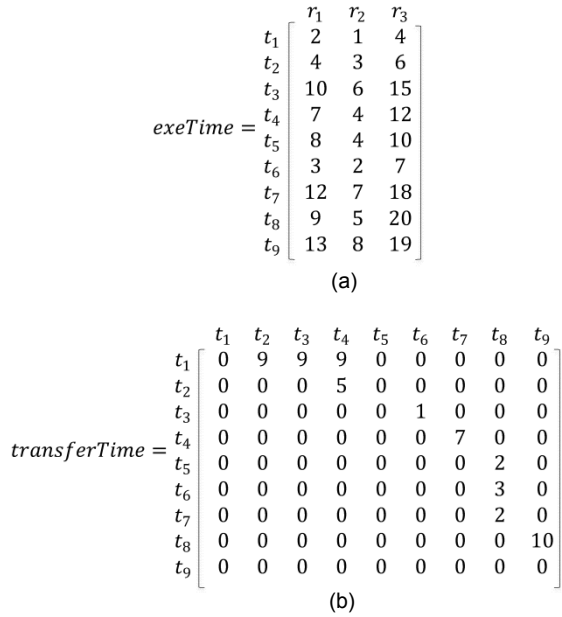 r1 r2 r3
t1 2 1 4
t2 4 3 6
t3 10 6 15
exeTime = t4 7 4 12
t5 8 4 10
t6 3 2 7
t7 12 7 18
t8 9 5 20
t9 13 8 19
(a)
t1 t2 t3 t4 t5 t6 t7 t8 t9
t1 0 9 9 9 0 0 0 0 0
t2 0 0 0 5 0 0 0 0 0
t3 0 0 0 0 0 1 0 0 0
transferTime = t4 0 0 0 0 0 0 7 0 0
t5 0 0 0 0 0 0 0 2 0
t6 0 0 0 0 0 0 0 3 0
t7 0 0 0 0 0 0 0 2 0
t8 0 0 0 0 0 0 0 0 10
t9 0 0 0 0 0 0 0 0 0
(b)